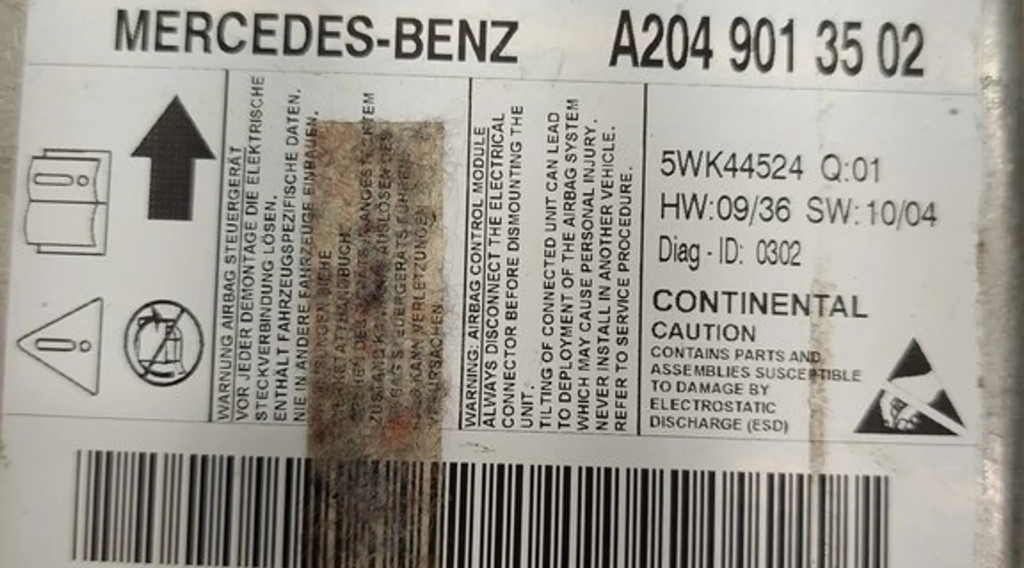 MERCEDES-BENZ A204 901 35 02
WARNUNG AIRBAG STEUERGERÄT
VOR JEDER DEMONTAGE DIE ELEKTRISCHE
STECKVERBINDUNG LÖSEN.
ENTHÄLT FAHRZEUGSPEZIFISCHE DATEN.
NIE IN ANDERE FAHRZEUGE EINBAUEN.
WARNING: AIRBAG CONTROL MODULE
ALWAYS DISCONNECT THE ELECTRICAL
CONNECTOR BEFORE DISMOUNTING THE
UNIT.
TILTING OF CONNECTED UNIT CAN LEAD
TO DEPLOYMENT OF THE AIRBAG SYSTEM
WHICH MAY CAUSE PERSONAL INJURY.
NEVER INSTALL IN ANOTHER VEHICLE.
REFER TO SERVICE PROCEDURE.
5WK44524 Q:01
HW:09/36 SW:10/04
Diag - ID: 0302
CONTINENTAL
CAUTION
CONTAINS PARTS AND
ASSEMBLIES SUSCEPTIBLE
TO DAMAGE BY
ELECTROSTATIC
DISCHARGE (ESD)